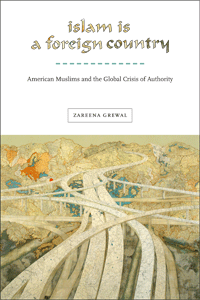 islam is
a foreign country
American Muslims and the Global Crisis of Authority
ZAREENA GREWAL